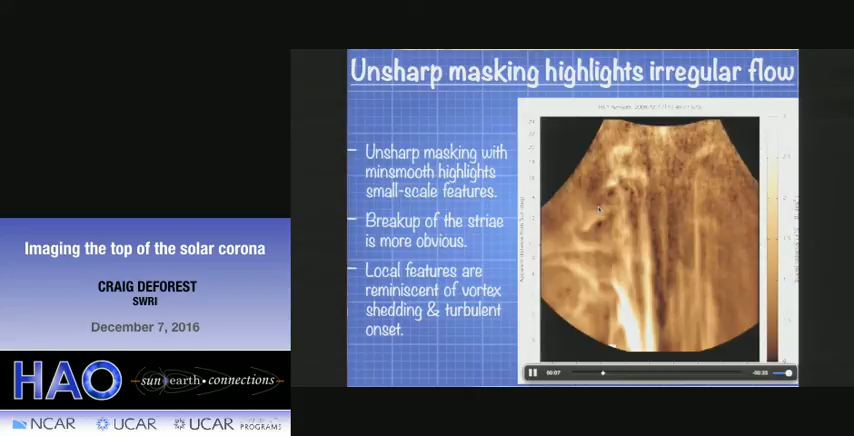 Unsharp masking highlights irregular flow
– Unsharp masking with
minsmooth highlights
small-scale features.
– Breakup of the striae
is more obvious.
– Local features are
reminiscent of vortex
shedding & turbulent
onset.
00:07
-00:35
Imaging the top of the solar corona
CRAIG DEFOREST
SWRI
December 7, 2016
HAO
sun • earth • connections
NCAR
UCAR
UCAR
PROGRAMS